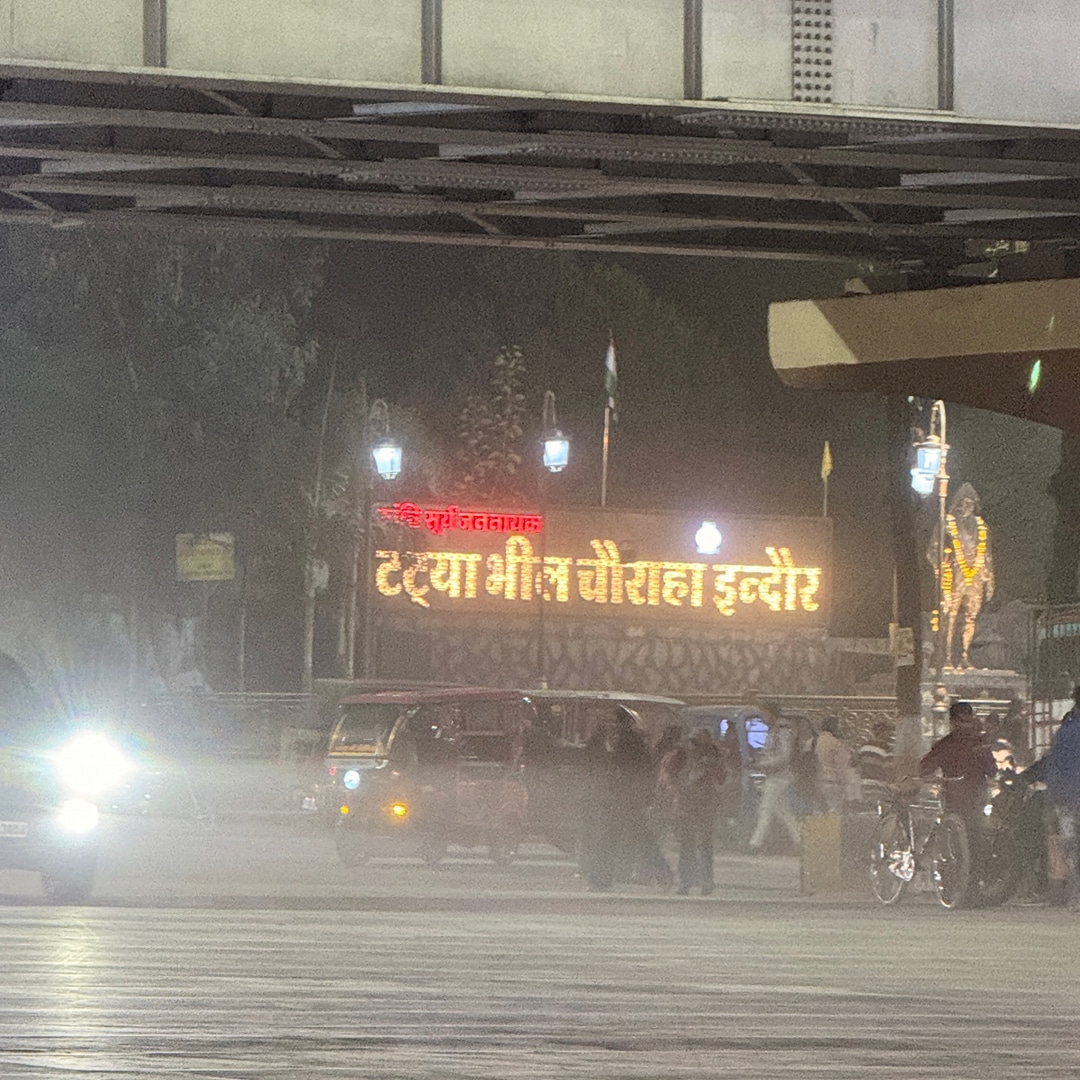 क्रांति सूर्य जननायक
टंट्या भील चौराहा इन्दौर